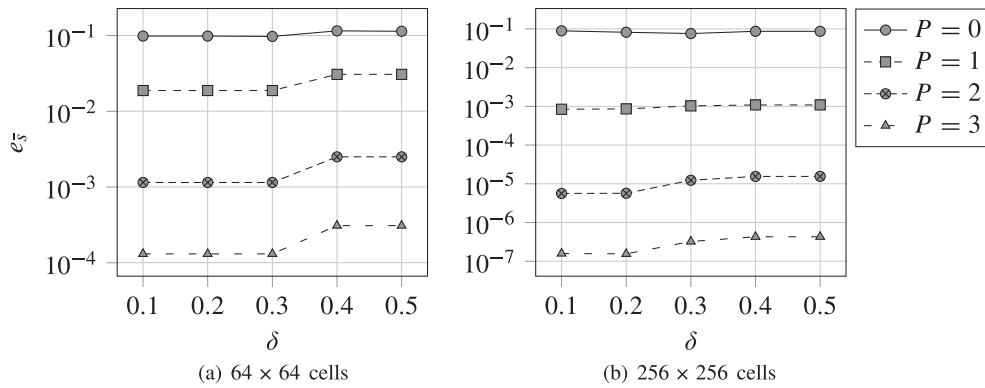 10⁻¹
10⁻²
10⁻³
10⁻⁴
e_s̄
0.1 0.2 0.3 0.4 0.5
δ
(a) 64 × 64 cells
10⁻¹
10⁻²
10⁻³
10⁻⁴
10⁻⁵
10⁻⁶
10⁻⁷
0.1 0.2 0.3 0.4 0.5
δ
(b) 256 × 256 cells
P = 0
P = 1
P = 2
P = 3